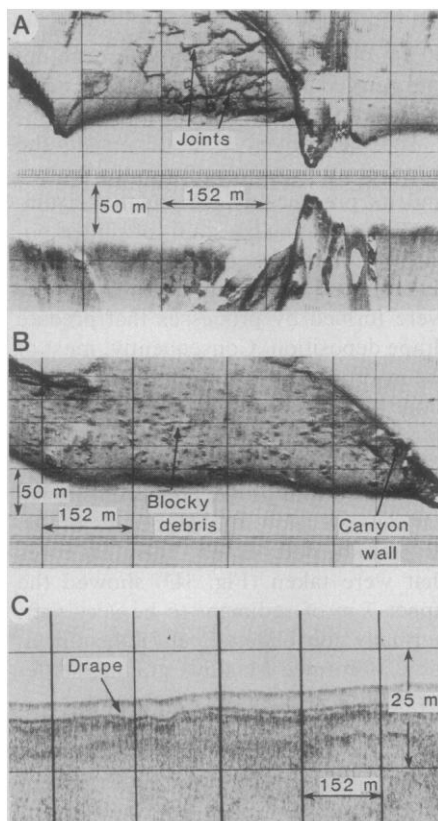 A
Joints
152 m
50 m
B
50 m
152 m
Blocky
debris
Canyon
wall
C
Drape
25 m
152 m